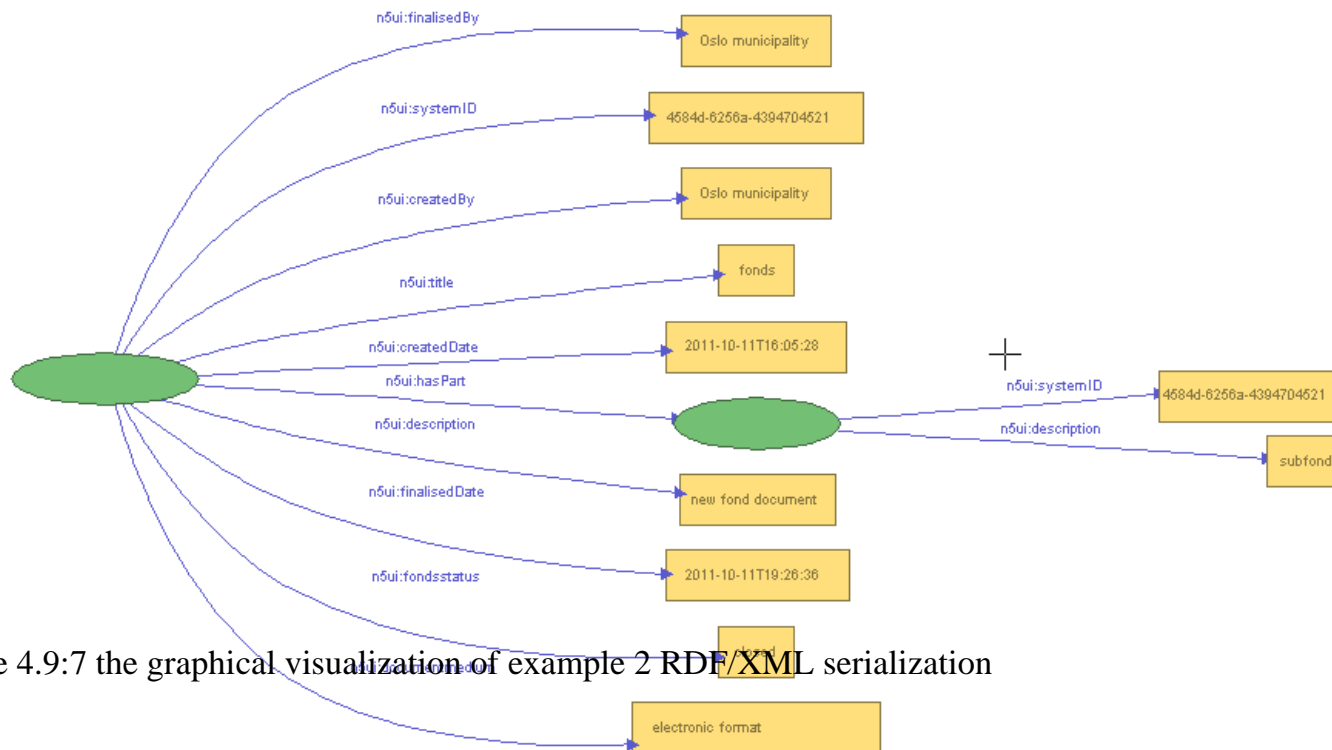 n5ui:finalisedBy
Oslo municipality
n5ui:systemID
4584d-6256a-4394704521
n5ui:createdBy
Oslo municipality
n5ui:title
fonds
n5ui:createdDate
2011-10-11T16:05:28
n5ui:hasPart
n5ui:systemID
4584d-6256a-4394704521
n5ui:description
n5ui:description
subfond
new fond document
n5ui:finalisedDate
2011-10-11T19:26:36
n5ui:fondsstatus
closed
e 4.9:7 the graphical visualization of example 2 RDF/XML serialization
n5ui:documentmedium
electronic format